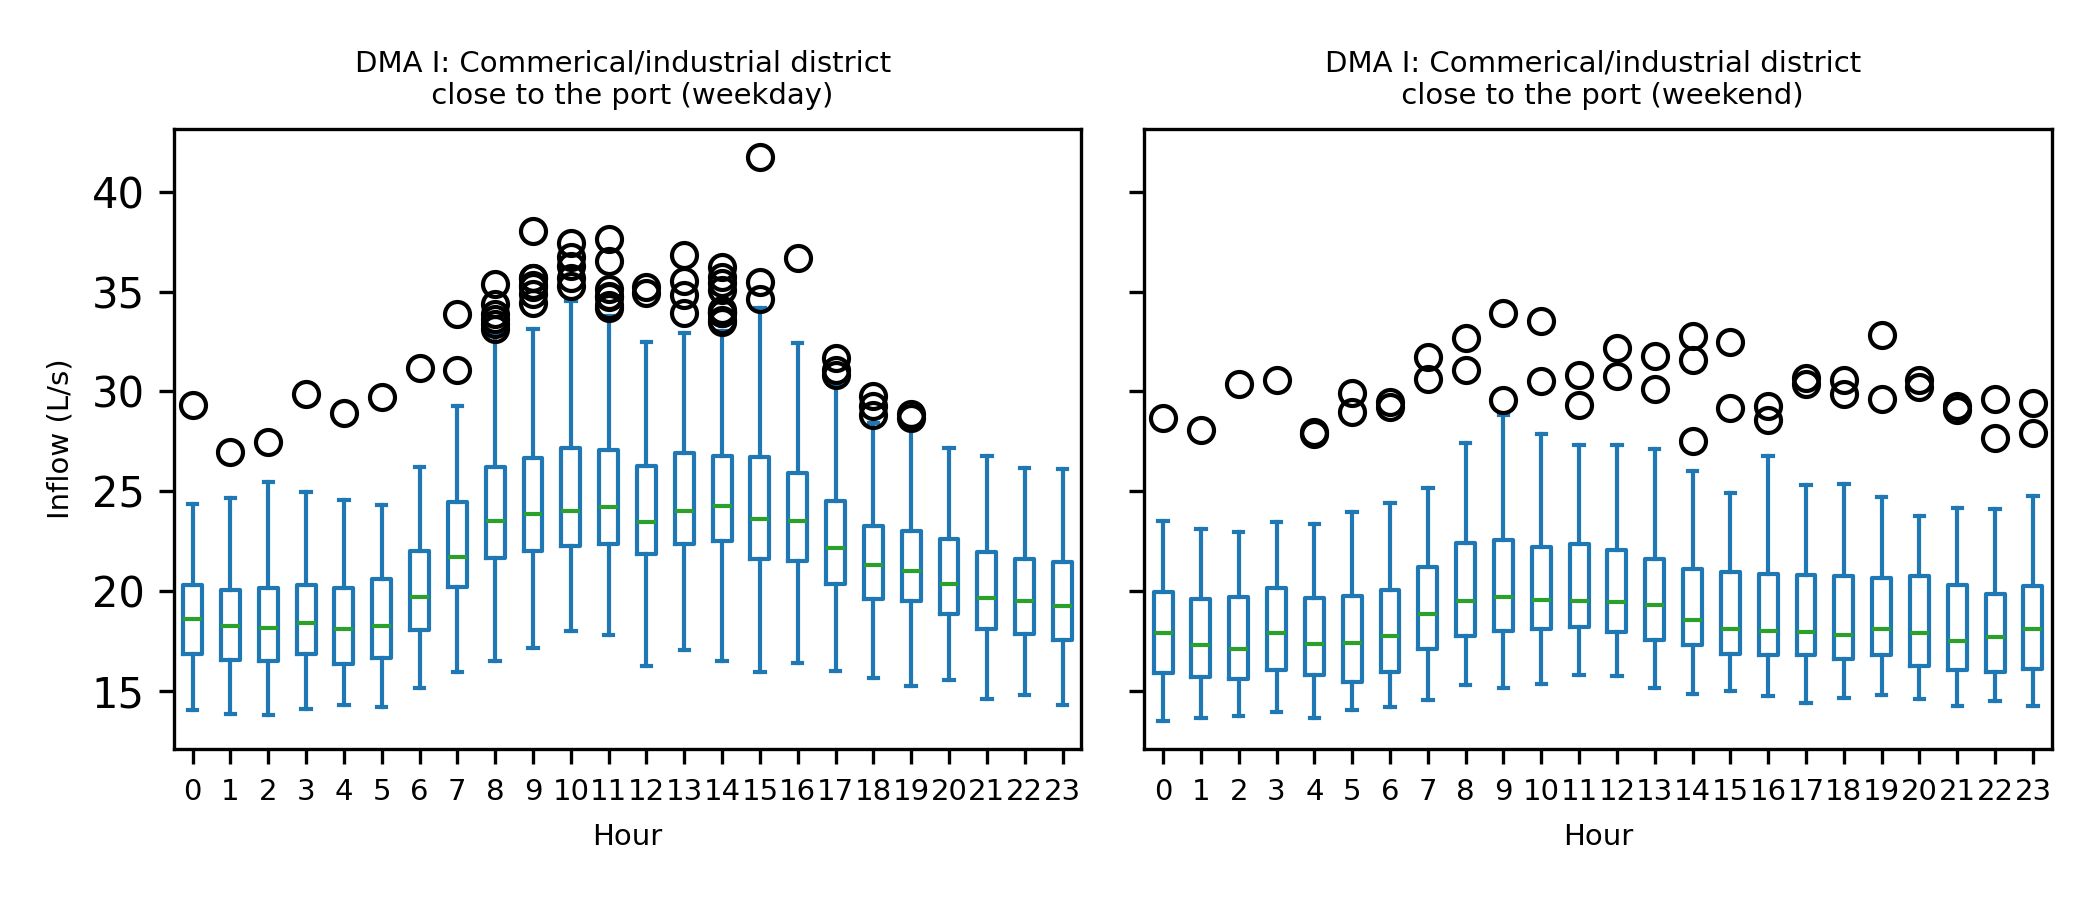 DMA I: Commerical/industrial district
close to the port (weekday)
DMA I: Commerical/industrial district
close to the port (weekend)
40
35
30
25
20
15
Inflow (L/s)
0 1 2 3 4 5 6 7 8 9 10 11 12 13 14 15 16 17 18 19 20 21 22 23
0 1 2 3 4 5 6 7 8 9 10 11 12 13 14 15 16 17 18 19 20 21 22 23
Hour
Hour